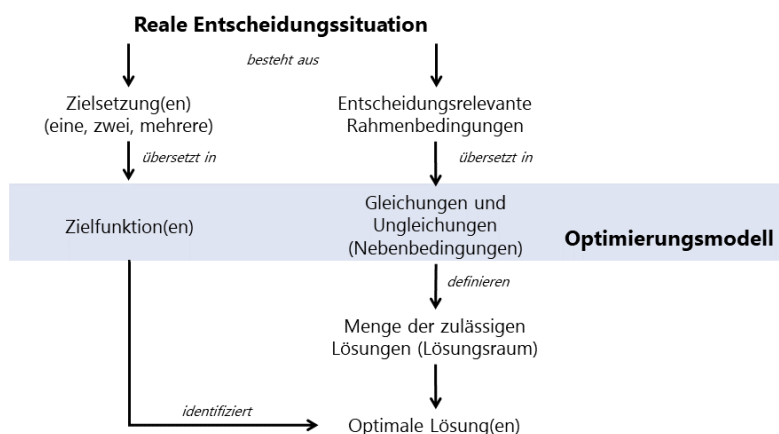 Reale Entscheidungssituation
besteht aus
Zielsetzung(en)
(eine, zwei, mehrere)
Entscheidungsrelevante
Rahmenbedingungen
übersetzt in
übersetzt in
Zielfunktion(en)
Gleichungen und
Ungleichungen
(Nebenbedingungen)
Optimierungsmodell
definieren
Menge der zulässigen
Lösungen (Lösungsraum)
identifiziert
Optimale Lösung(en)